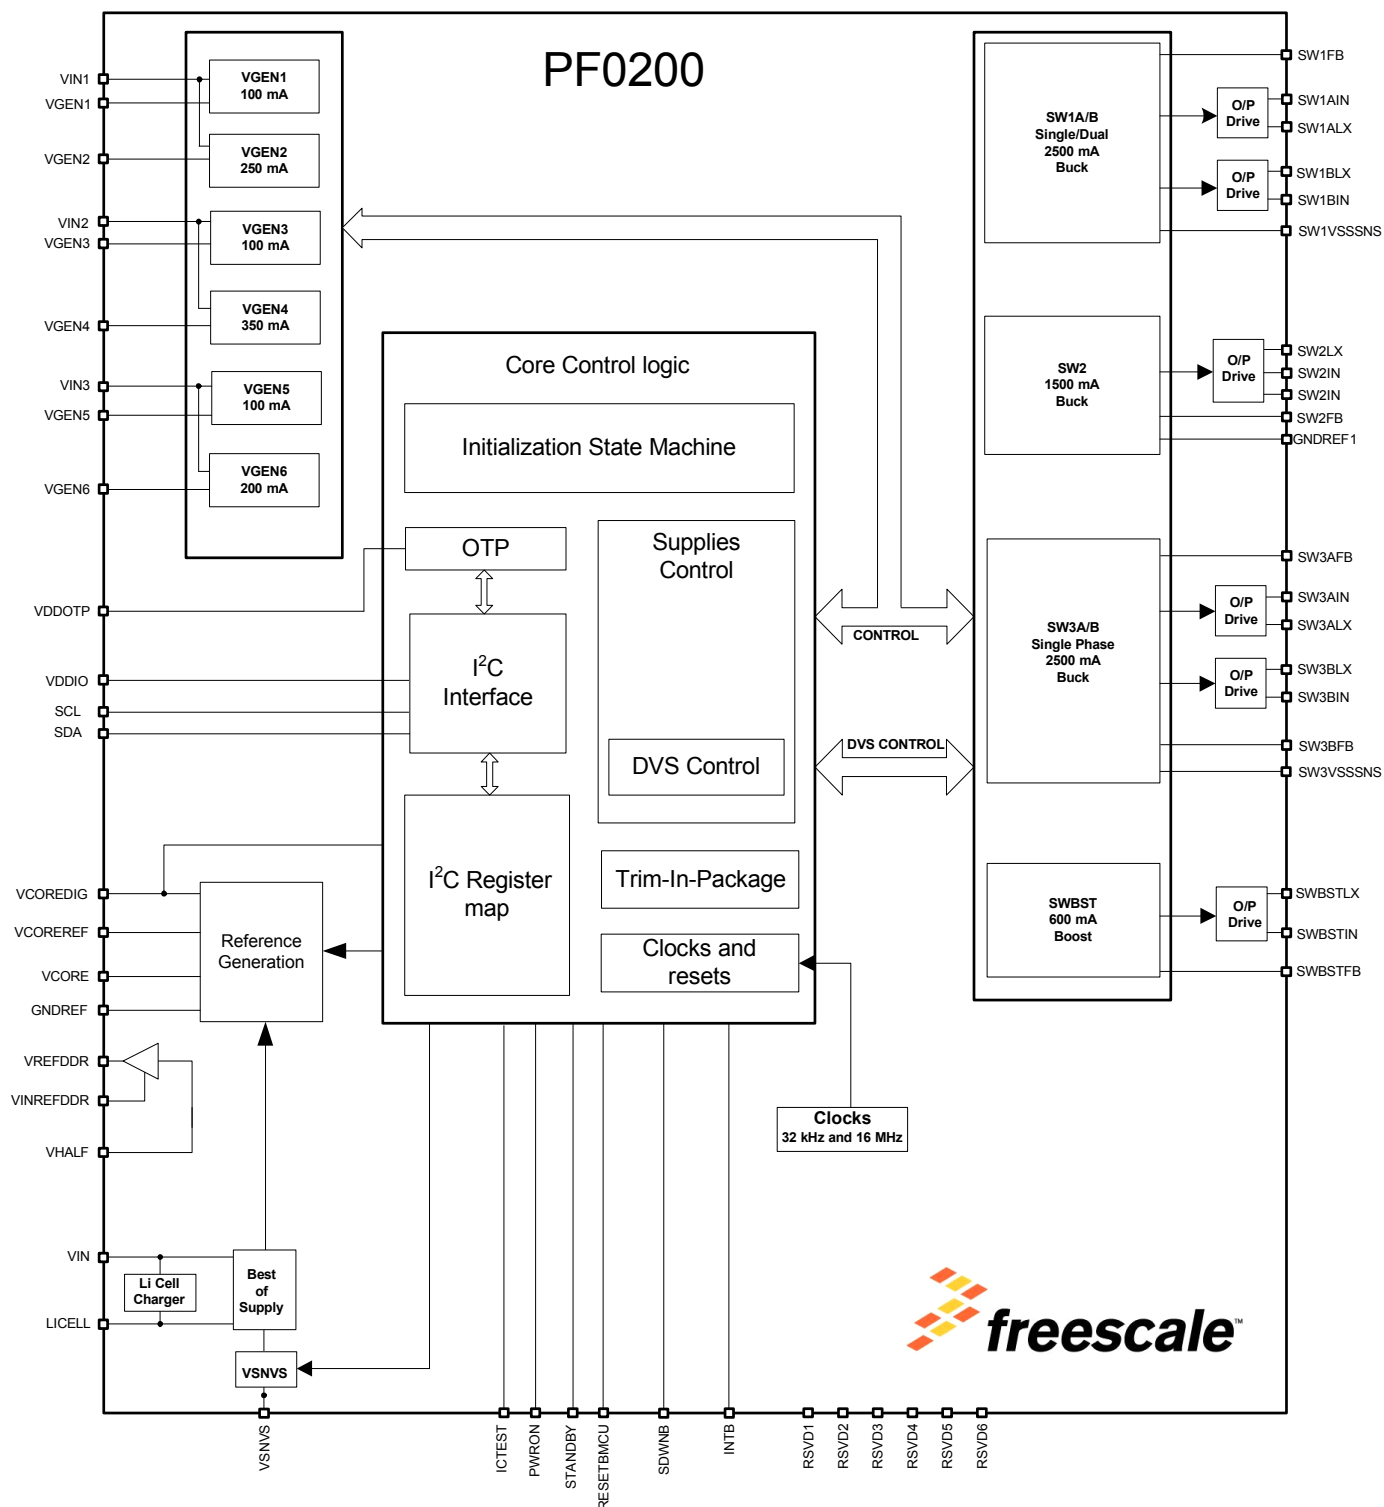 PF0200
VIN1
VGEN1
VGEN2
VIN2
VGEN3
VGEN4
VIN3
VGEN5
VGEN6
VDDOTP
VDDIO
SCL
SDA
VCOREDIG
VCOREREF
VCORE
GNDREF
VREFDDR
VINREFDDR
VHALF
VIN
LICELL
VGEN1
100 mA
VGEN2
250 mA
VGEN3
100 mA
VGEN4
350 mA
VGEN5
100 mA
VGEN6
200 mA
Core Control logic
Initialization State Machine
OTP
I²C
Interface
I²C Register
map
Supplies
Control
DVS Control
Trim-In-Package
Clocks and
resets
Reference
Generation
Clocks
32 kHz and 16 MHz
Li Cell
Charger
Best
of
Supply
VSNVS
CONTROL
DVS CONTROL
SW1A/B
Single/Dual
2500 mA
Buck
O/P
Drive
O/P
Drive
SW2
1500 mA
Buck
O/P
Drive
SW3A/B
Single Phase
2500 mA
Buck
O/P
Drive
O/P
Drive
SWBST
600 mA
Boost
O/P
Drive
SW1FB
SW1AIN
SW1ALX
SW1BLX
SW1BIN
SW1VSSSNS
SW2LX
SW2IN
SW2IN
SW2FB
GNDREF1
SW3AFB
SW3AIN
SW3ALX
SW3BLX
SW3BIN
SW3BFB
SW3VSSSNS
SWBSTLX
SWBSTIN
SWBSTFB
freescale™
VSNVS
ICTEST
PWRON
STANDBY
RESETBMCU
SDWNB
INTB
RSVD1
RSVD2
RSVD3
RSVD4
RSVD5
RSVD6